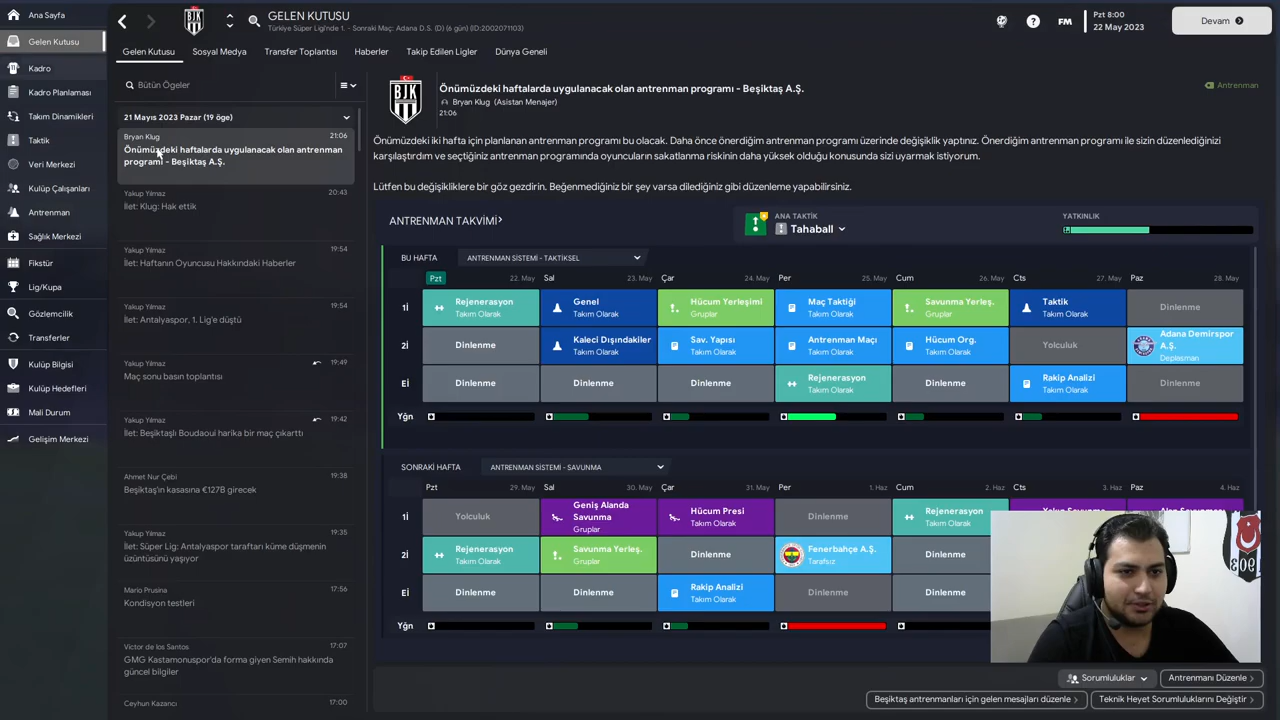 Ana Sayfa
Gelen Kutusu
Kadro
Kadro Planlaması
Takım Dinamikleri
Taktik
Veri Merkezi
Kulüp Çalışanları
Antrenman
Sağlık Merkezi
Fikstür
Lig/Kupa
Gözlemcilik
Transferler
Kulüp Bilgisi
Kulüp Hedefleri
Mali Durum
Gelişim Merkezi
BJK
GELEN KUTUSU
Türkiye Süper Ligi'nde 1. - Sonraki Maç: Adana D.S. (D) (6 gün) (ID:2002071103)
FM
Pzt 8:00
22 May 2023
Devam
Gelen Kutusu Sosyal Medya Transfer Toplantısı Haberler Takip Edilen Ligler Dünya Geneli
Bütün Ögeler
21 Mayıs 2023 Pazar (19 öge)
Bryan Klug 21:06
Önümüzdeki haftalarda uygulanacak olan antrenman
programı - Beşiktaş A.Ş.
Yakup Yılmaz 20:43
İlet: Klug: Hak ettik
Yakup Yılmaz 19:54
İlet: Haftanın Oyuncusu Hakkındaki Haberler
Yakup Yılmaz 19:54
İlet: Antalyaspor, 1. Lig'e düştü
Yakup Yılmaz 19:49
Maç sonu basın toplantısı
Yakup Yılmaz 19:42
İlet: Beşiktaşlı Boudaoui harika bir maç çıkarttı
Ahmet Nur Çebi 19:38
Beşiktaş'ın kasasına €127B girecek
Yakup Yılmaz 19:35
İlet: Süper Lig: Antalyaspor taraftarı küme düşmenin
üzüntüsünü yaşıyor
Mario Prusina 17:56
Kondisyon testleri
Victor de los Santos 17:07
GMG Kastamonuspor'da forma giyen Semih hakkında
güncel bilgiler
Ceyhun Kazancı 17:00
BJK
Önümüzdeki haftalarda uygulanacak olan antrenman programı - Beşiktaş A.Ş.
Bryan Klug (Asistan Menajer)
21:06
Antrenman
Önümüzdeki iki hafta için planlanan antrenman programı bu olacak. Daha önce önerdiğim antrenman programı üzerinde değişiklik yaptınız. Önerdiğim antrenman programı ile sizin düzenlediğinizi
karşılaştırdım ve seçtiğiniz antrenman programında oyuncuların sakatlanma riskinin daha yüksek olduğu konusunda sizi uyarmak istiyorum.
Lütfen bu değişikliklere bir göz gezdirin. Beğenmediğiniz bir şey varsa dilediğiniz gibi düzenleme yapabilirsiniz.
ANTRENMAN TAKVİMİ
ANA TAKTİK
Tahaball
YATKINLIK
BU HAFTA ANTRENMAN SİSTEMİ - TAKTİKSEL
Pzt 22. May Sal 23. May Çar 24. May Per 25. May Cum 26. May Cts 27. May Paz 28. May
1İ Rejenerasyon Genel Hücum Yerleşimi Maç Taktiği Savunma Yerleş. Taktik Dinlenme
Takım Olarak Takım Olarak Gruplar Takım Olarak Gruplar Takım Olarak
2İ Dinlenme Kaleci Dışındakiler Sav. Yapısı Antrenman Maçı Hücum Org. Yolculuk Adana Demirspor A.Ş.
Takım Olarak Takım Olarak Takım Olarak Takım Olarak Deplasman
Eİ Dinlenme Dinlenme Dinlenme Rejenerasyon Dinlenme Rakip Analizi Dinlenme
Takım Olarak Takım Olarak
Yğn
SONRAKİ HAFTA ANTRENMAN SİSTEMİ - SAVUNMA
Pzt 29. May Sal 30. May Çar 31. May Per 1. Haz Cum 2. Haz Cts 3. Haz Paz 4. Haz
1İ Yolculuk Geniş Alanda Savunma Hücum Presi Dinlenme Rejenerasyon
Gruplar Takım Olarak Takım Olarak
2İ Rejenerasyon Savunma Yerleş. Dinlenme Fenerbahçe A.Ş. Dinlenme
Takım Olarak Gruplar Tarafsız
Eİ Dinlenme Dinlenme Rakip Analizi Dinlenme Dinlenme
Takım Olarak
Yğn
Sorumluluklar
Antrenmanı Düzenle
Beşiktaş antrenmanları için gelen mesajları düzenle
Teknik Heyet Sorumluluklarını Değiştir